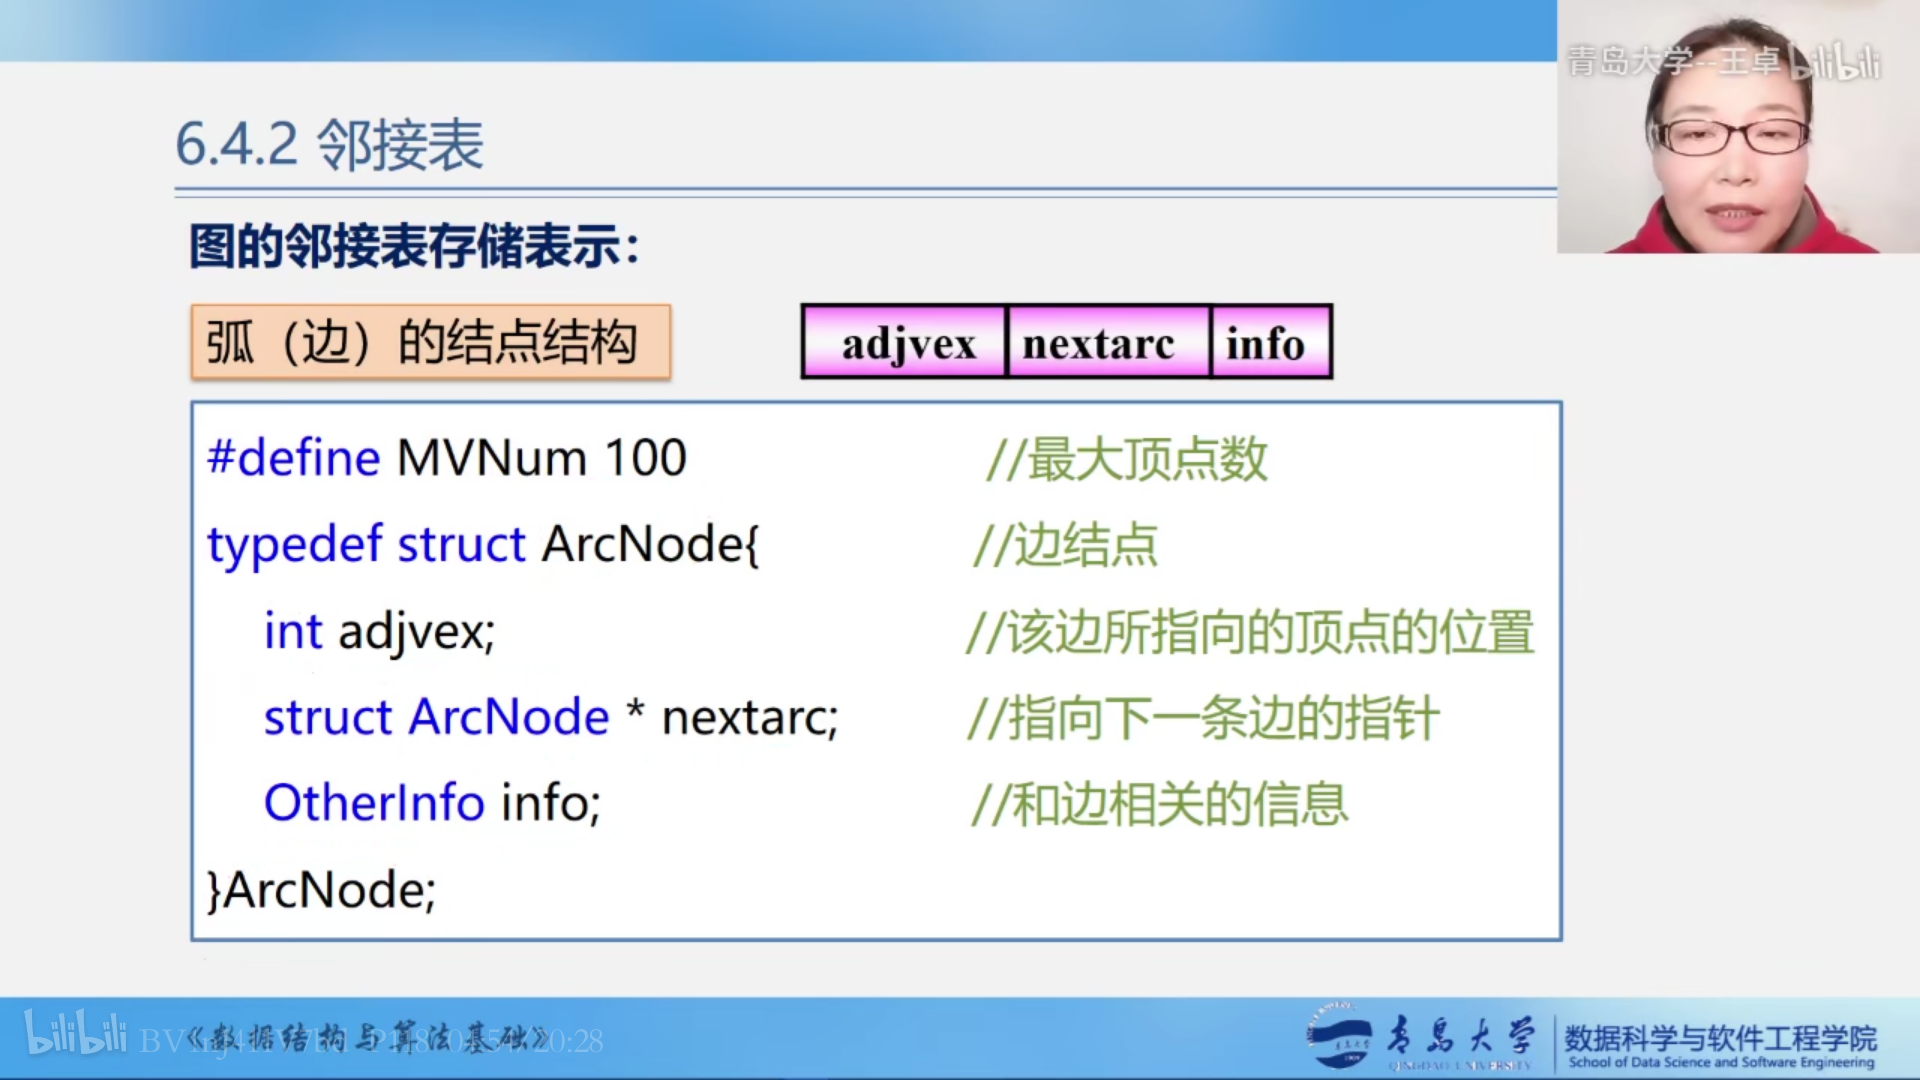 青岛大学--王卓 bilibili
6.4.2 邻接表
图的邻接表存储表示：
弧（边）的结点结构
adjvex nextarc info
#define MVNum 100 //最大顶点数
typedef struct ArcNode{ //边结点
int adjvex; //该边所指向的顶点的位置
struct ArcNode * nextarc; //指向下一条边的指针
OtherInfo info; //和边相关的信息
}ArcNode;
bilibili
《数据结构与算法基础》
青岛大学
QINGDAO UNIVERSITY
数据科学与软件工程学院
School of Data Science and Software Engineering